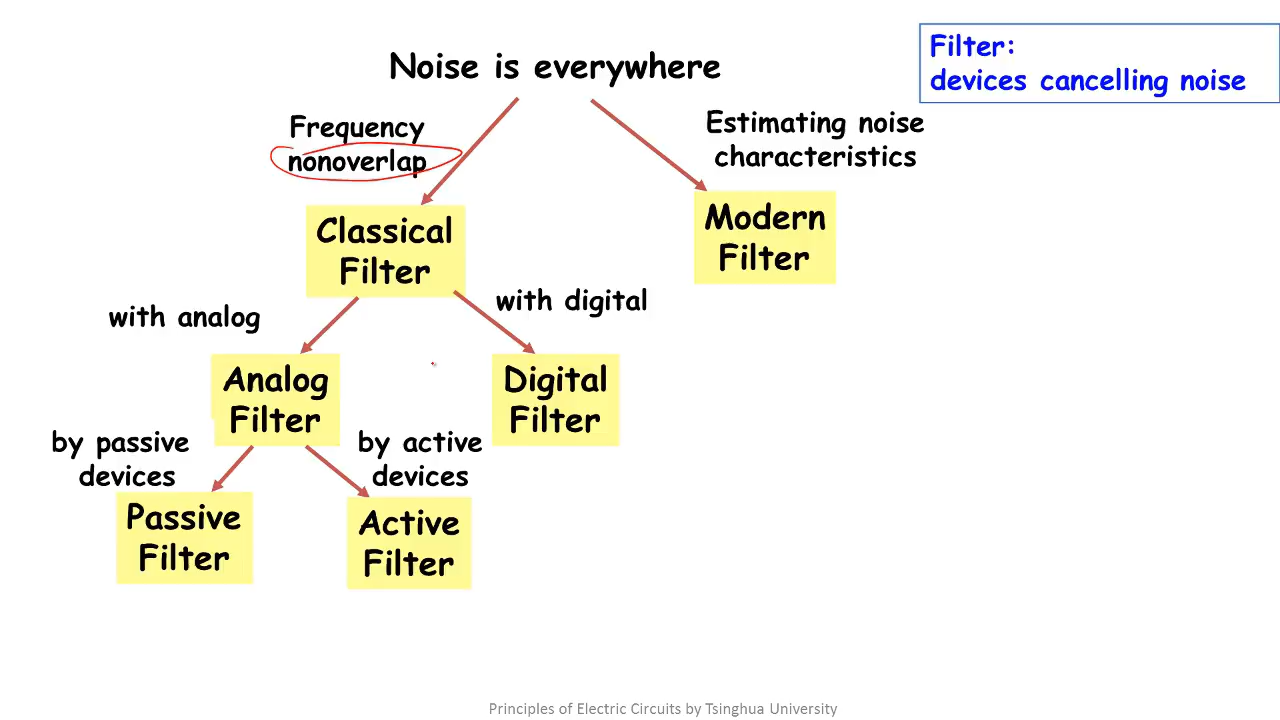 Noise is everywhere
Filter:
devices cancelling noise
Frequency
nonoverlap
Estimating noise
characteristics
Classical
Filter
Modern
Filter
with analog
with digital
Analog
Filter
Digital
Filter
by passive
devices
by active
devices
Passive
Filter
Active
Filter
Principles of Electric Circuits by Tsinghua University